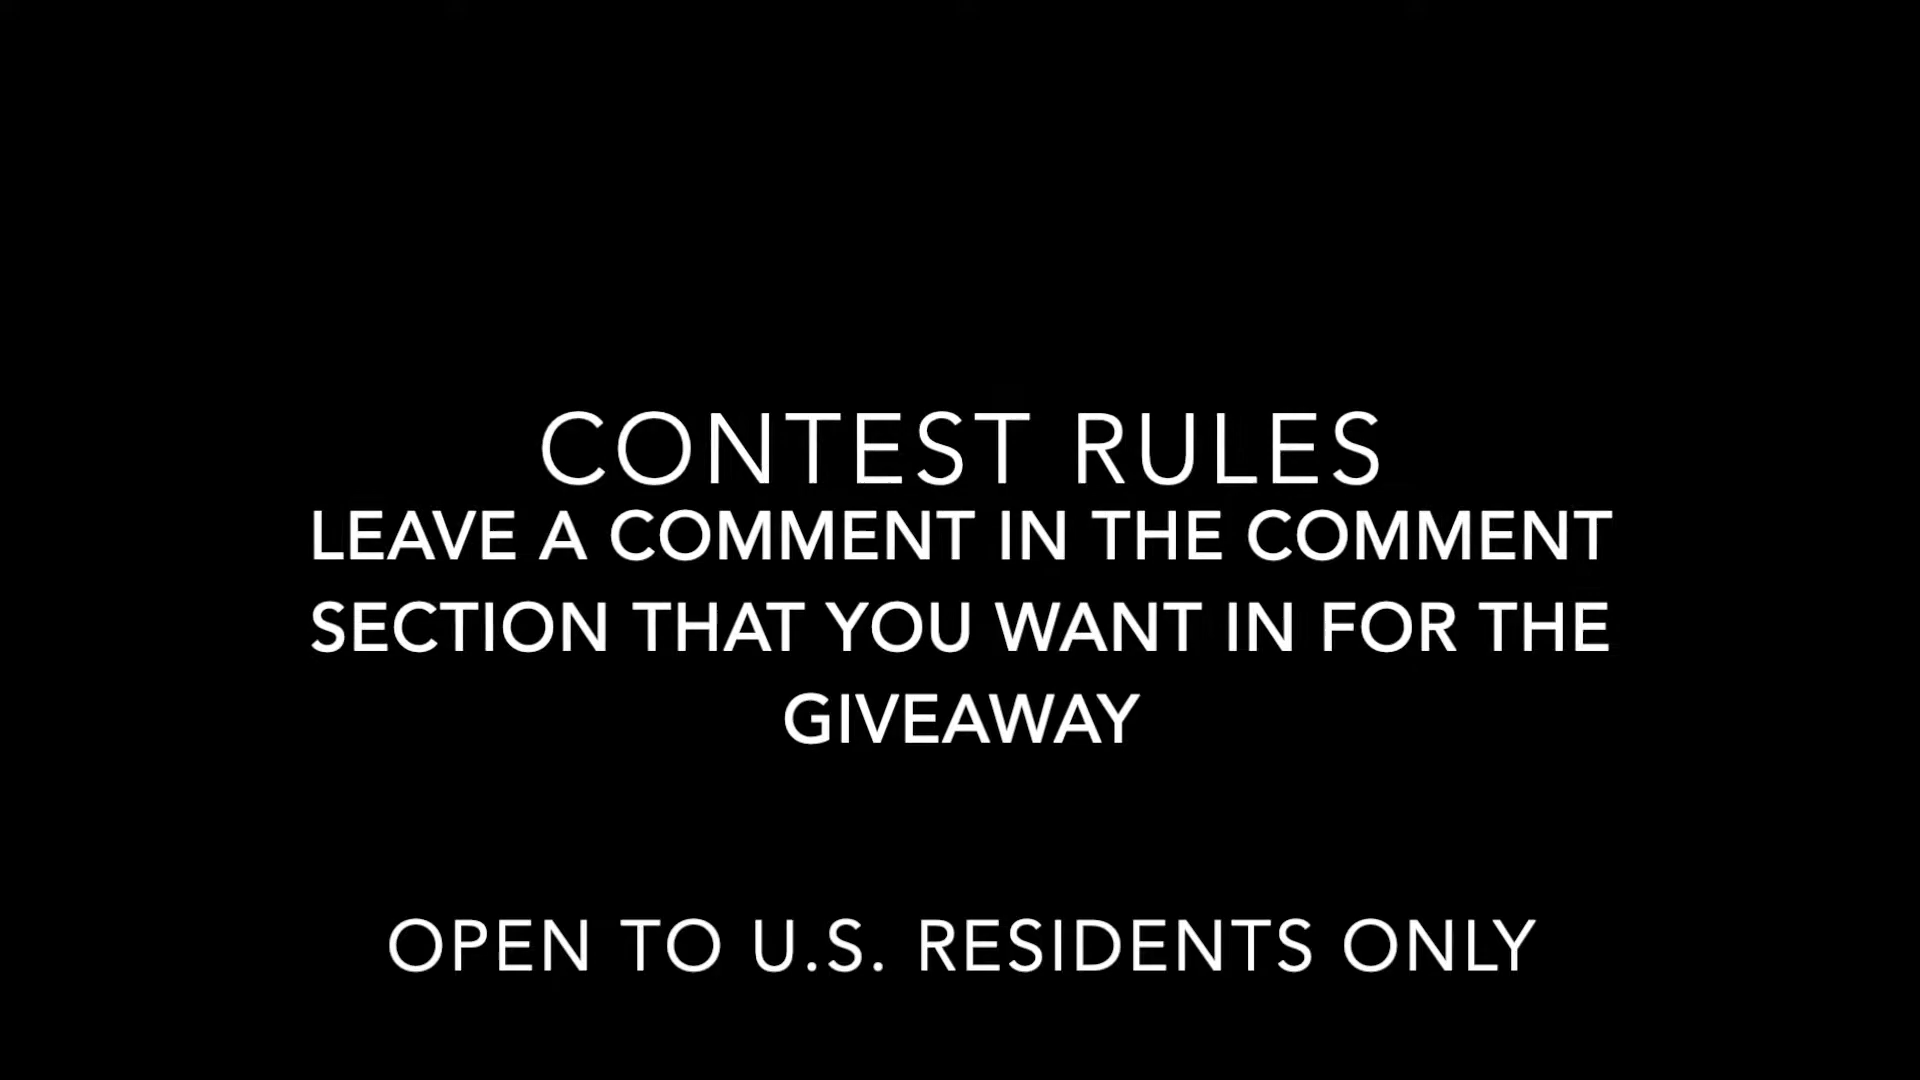 CONTEST RULES
LEAVE A COMMENT IN THE COMMENT
SECTION THAT YOU WANT IN FOR THE
GIVEAWAY
OPEN TO U.S. RESIDENTS ONLY